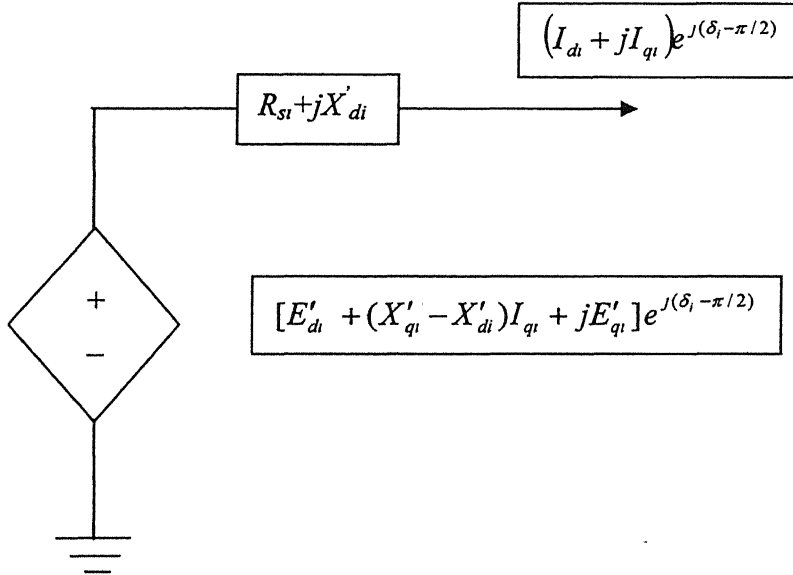 (I_{di} + jI_{qi})e^{j(δ_i−π/2)}
R_{si}+jX'_{di}
+
−
[E'_{di} + (X'_{qi} − X'_{di})I_{qi} + jE'_{qi}]e^{j(δ_i−π/2)}